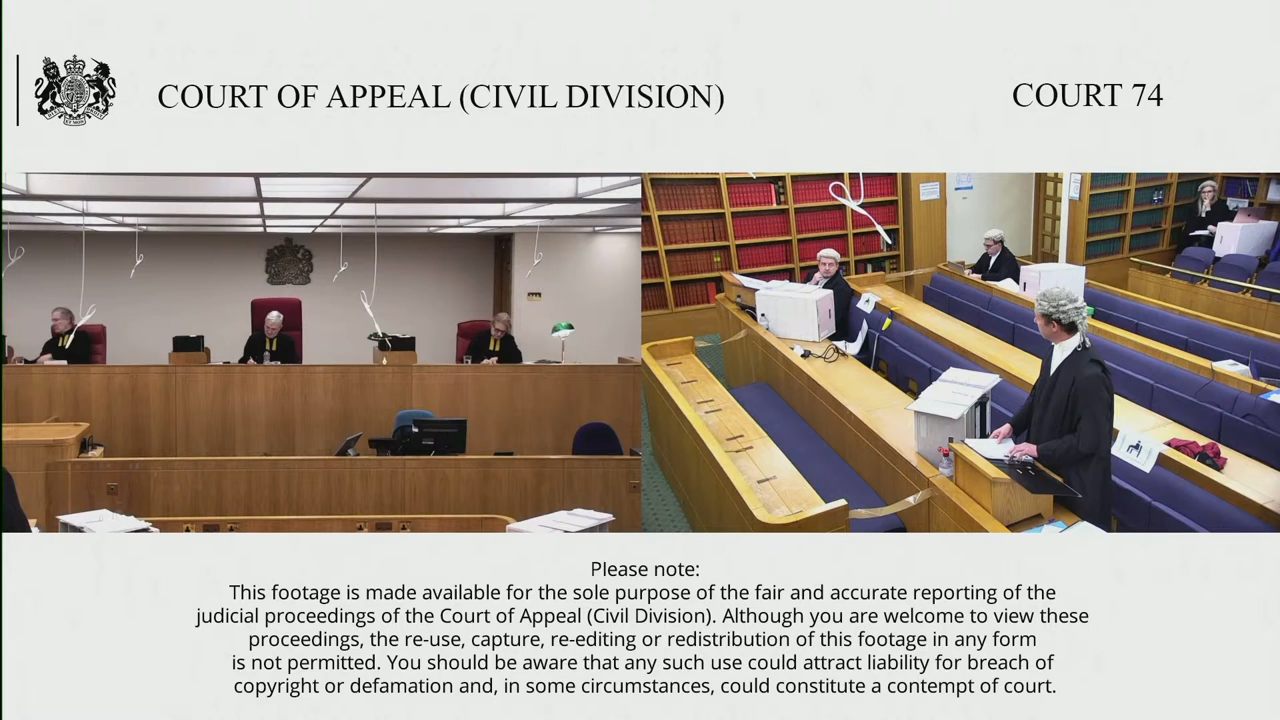 COURT OF APPEAL (CIVIL DIVISION)
COURT 74
Please note:
This footage is made available for the sole purpose of the fair and accurate reporting of the
judicial proceedings of the Court of Appeal (Civil Division). Although you are welcome to view these
proceedings, the re-use, capture, re-editing or redistribution of this footage in any form
is not permitted. You should be aware that any such use could attract liability for breach of
copyright or defamation and, in some circumstances, could constitute a contempt of court.